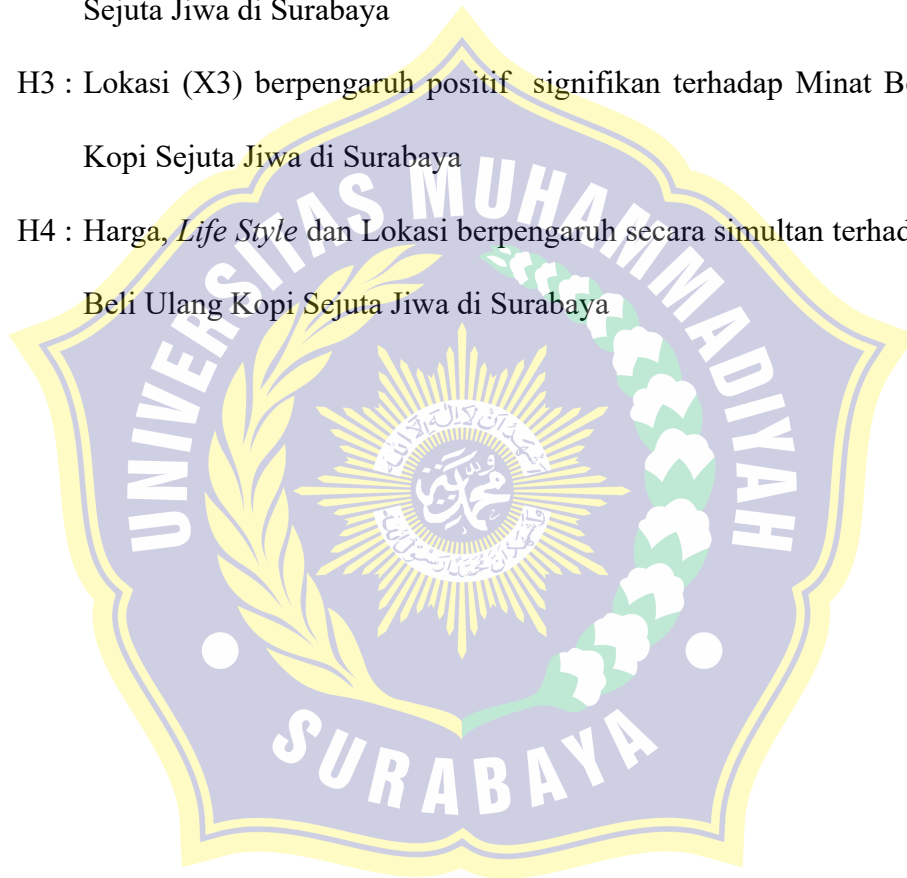 Sejuta Jiwa di Surabaya
H3 : Lokasi (X3) berpengaruh positif signifikan terhadap Minat B
Kopi Sejuta Jiwa di Surabaya
H4 : Harga, Life Style dan Lokasi berpengaruh secara simultan terhad
Beli Ulang Kopi Sejuta Jiwa di Surabaya
UNIVERSITAS MUHAMMADIYAH
SURABAYA